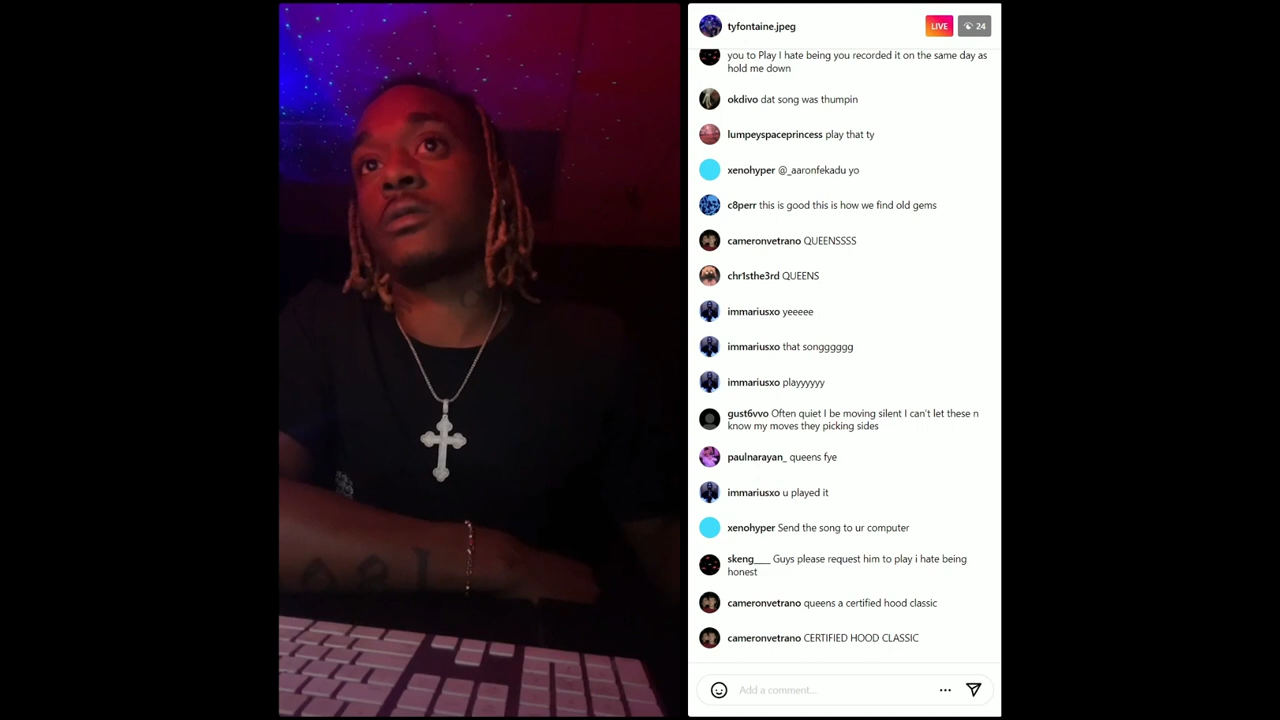 tyfontaine.jpeg LIVE 24
you to Play I hate being you recorded it on the same day as
hold me down
okdivo dat song was thumpin
lumpeyspaceprincess play that ty
xenohyper @_aaronfekadu yo
c8perr this is good this is how we find old gems
cameronvetrano QUEENSSSS
chr1sthe3rd QUEENS
immariusxo yeeeee
immariusxo that songggggg
immariusxo playyyyyy
gust6vvo Often quiet I be moving silent I can't let these n
know my moves they picking sides
paulnarayan_ queens fye
immariusxo u played it
xenohyper Send the song to ur computer
skeng____ Guys please request him to play i hate being
honest
cameronvetrano queens a certified hood classic
cameronvetrano CERTIFIED HOOD CLASSIC
Add a comment...